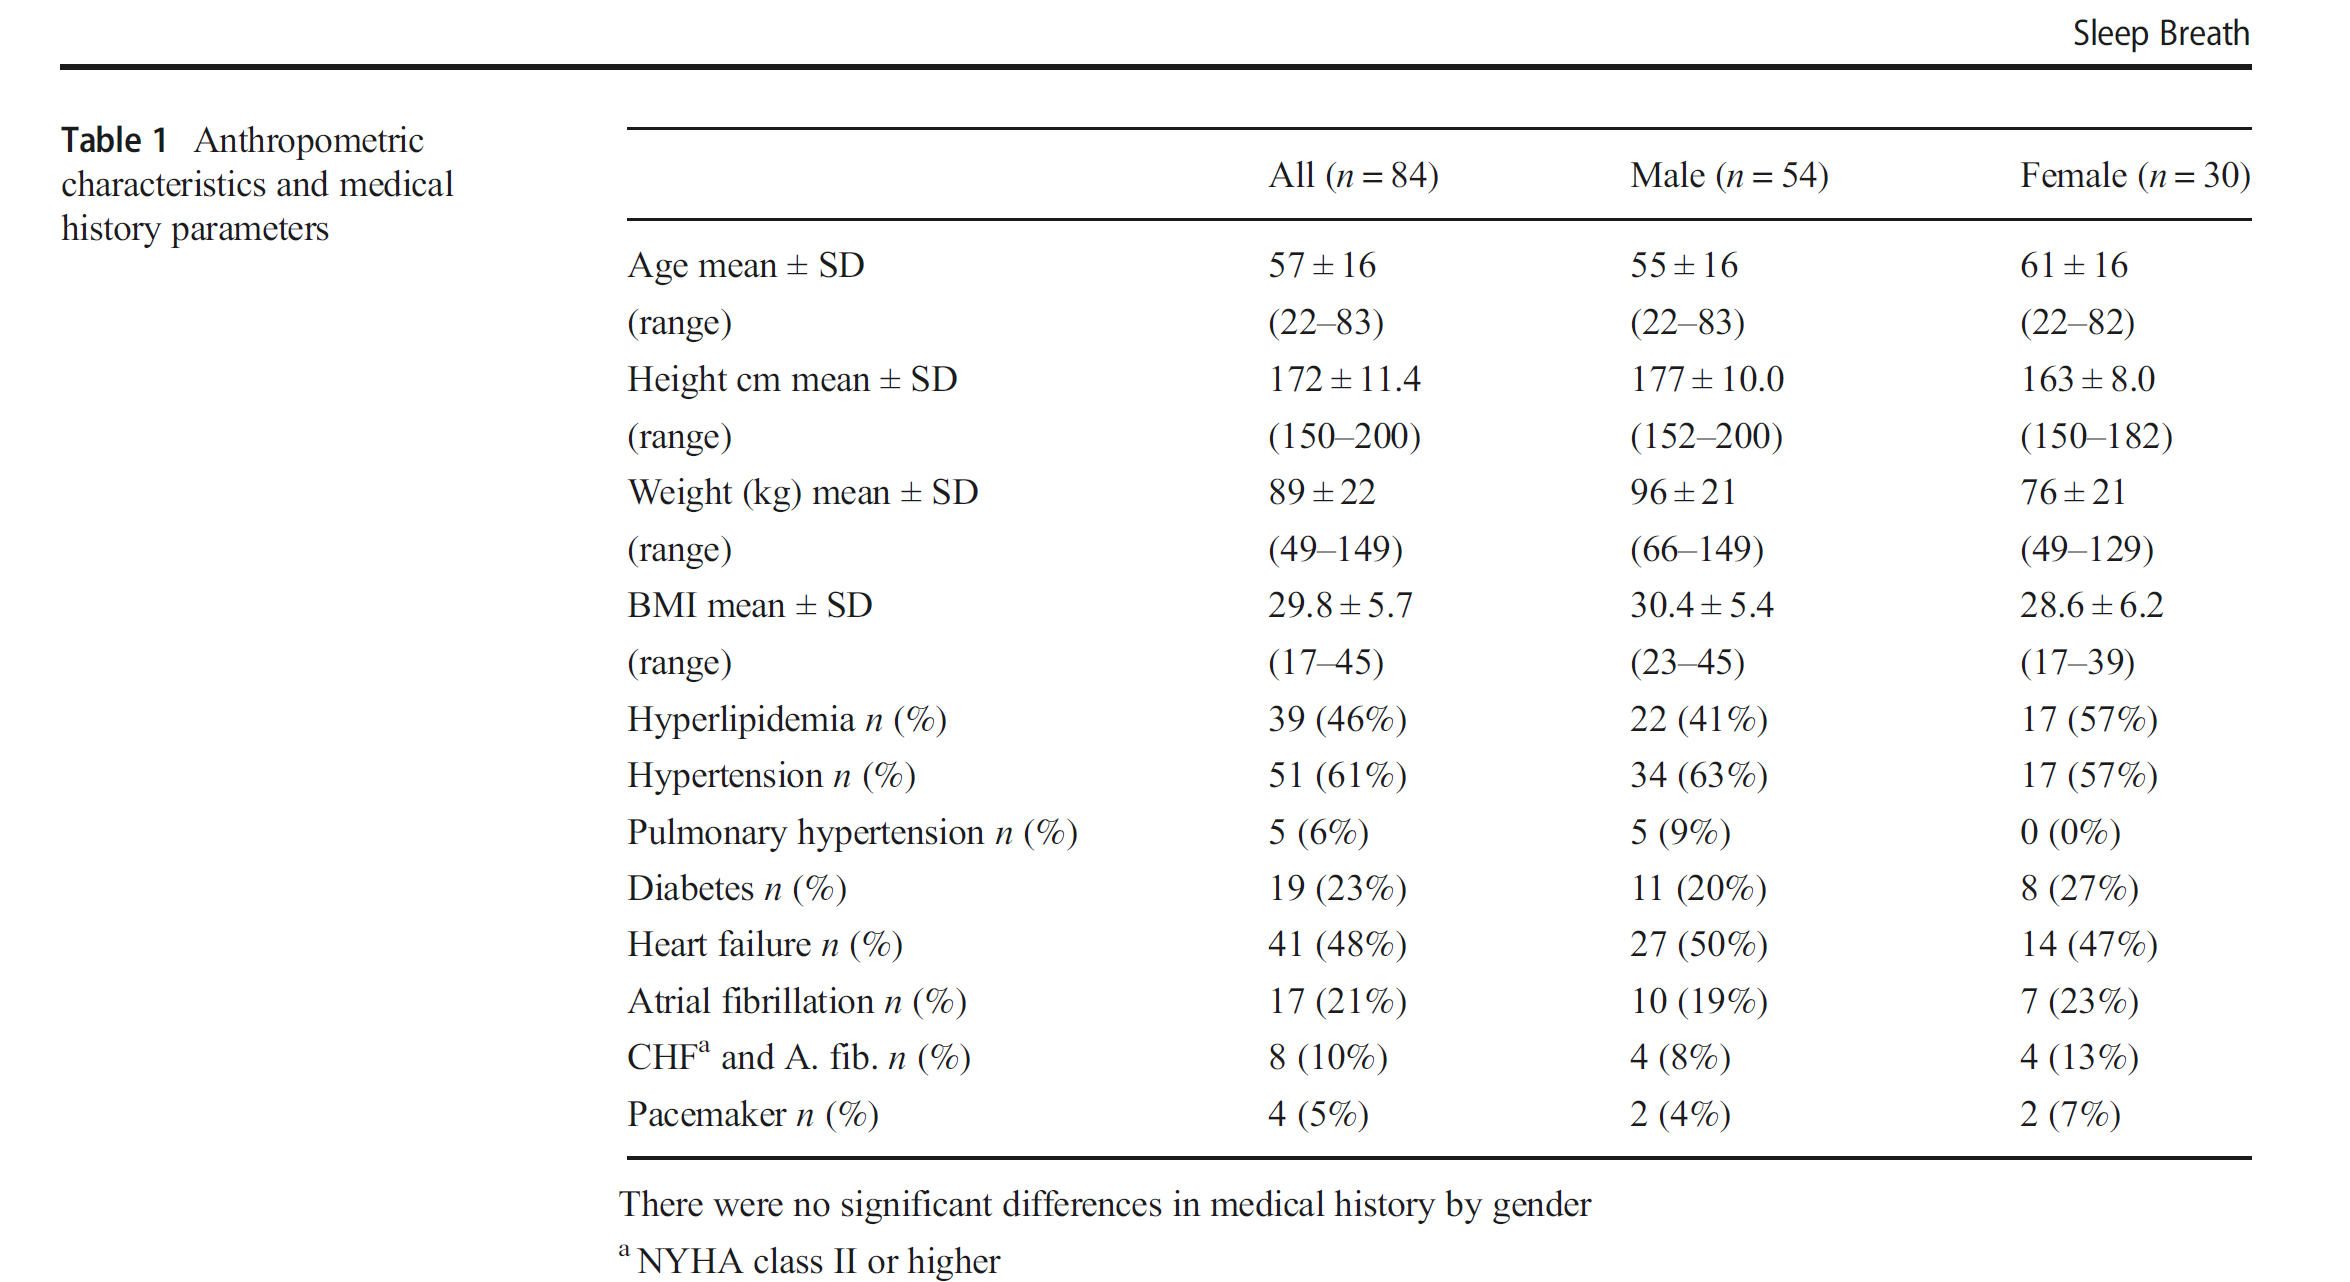 Sleep Breath
Table 1 Anthropometric
characteristics and medical
history parameters
All (n = 84) Male (n = 54) Female (n = 30)
Age mean ± SD 57 ± 16 55 ± 16 61 ± 16
(range) (22–83) (22–83) (22–82)
Height cm mean ± SD 172 ± 11.4 177 ± 10.0 163 ± 8.0
(range) (150–200) (152–200) (150–182)
Weight (kg) mean ± SD 89 ± 22 96 ± 21 76 ± 21
(range) (49–149) (66–149) (49–129)
BMI mean ± SD 29.8 ± 5.7 30.4 ± 5.4 28.6 ± 6.2
(range) (17–45) (23–45) (17–39)
Hyperlipidemia n (%) 39 (46%) 22 (41%) 17 (57%)
Hypertension n (%) 51 (61%) 34 (63%) 17 (57%)
Pulmonary hypertension n (%) 5 (6%) 5 (9%) 0 (0%)
Diabetes n (%) 19 (23%) 11 (20%) 8 (27%)
Heart failure n (%) 41 (48%) 27 (50%) 14 (47%)
Atrial fibrillation n (%) 17 (21%) 10 (19%) 7 (23%)
CHFᵃ and A. fib. n (%) 8 (10%) 4 (8%) 4 (13%)
Pacemaker n (%) 4 (5%) 2 (4%) 2 (7%)
There were no significant differences in medical history by gender
ᵃ NYHA class II or higher